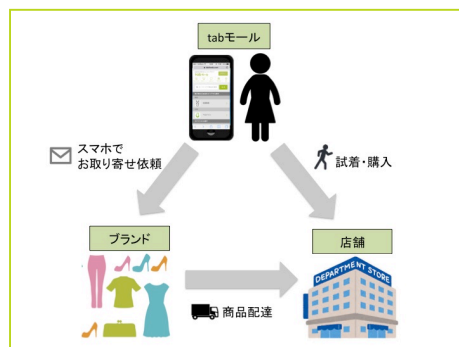 tabモール
スマホで
お取り寄せ依頼
試着・購入
ブランド
店舗
DEPARTMENT STORE
商品配達